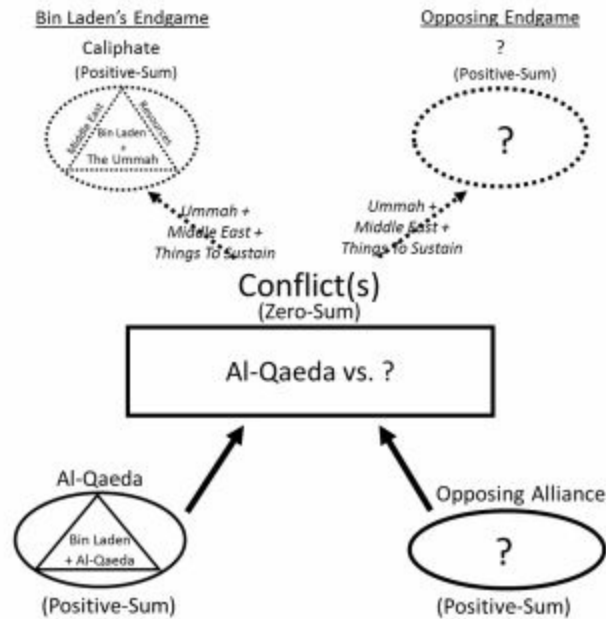 Bin Laden's Endgame
Opposing Endgame
Caliphate
(Positive-Sum)
?
(Positive-Sum)
Middle East
Resources
Bin Laden
+
The Ummah
?
Ummah +
Middle East +
Things To Sustain
Ummah +
Middle East +
Things To Sustain
Conflict(s)
(Zero-Sum)
Al-Qaeda vs. ?
Al-Qaeda
Bin Laden
+ Al-Qaeda
(Positive-Sum)
Opposing Alliance
?
(Positive-Sum)